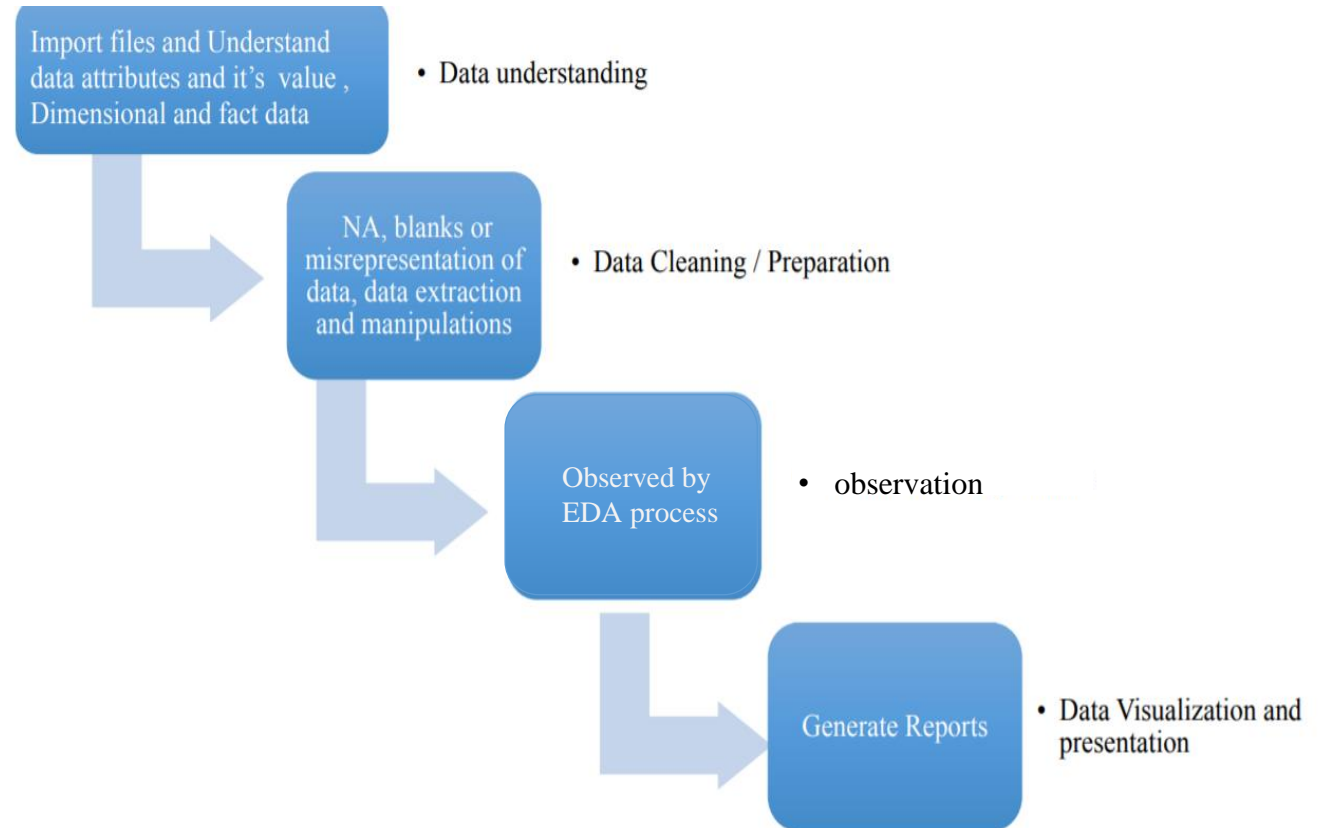 Import files and Understand
data attributes and it's value ,
Dimensional and fact data
• Data understanding
NA, blanks or
misrepresentation of
data, data extraction
and manipulations
• Data Cleaning / Preparation
Observed by
EDA process
• observation
Generate Reports
• Data Visualization and
presentation